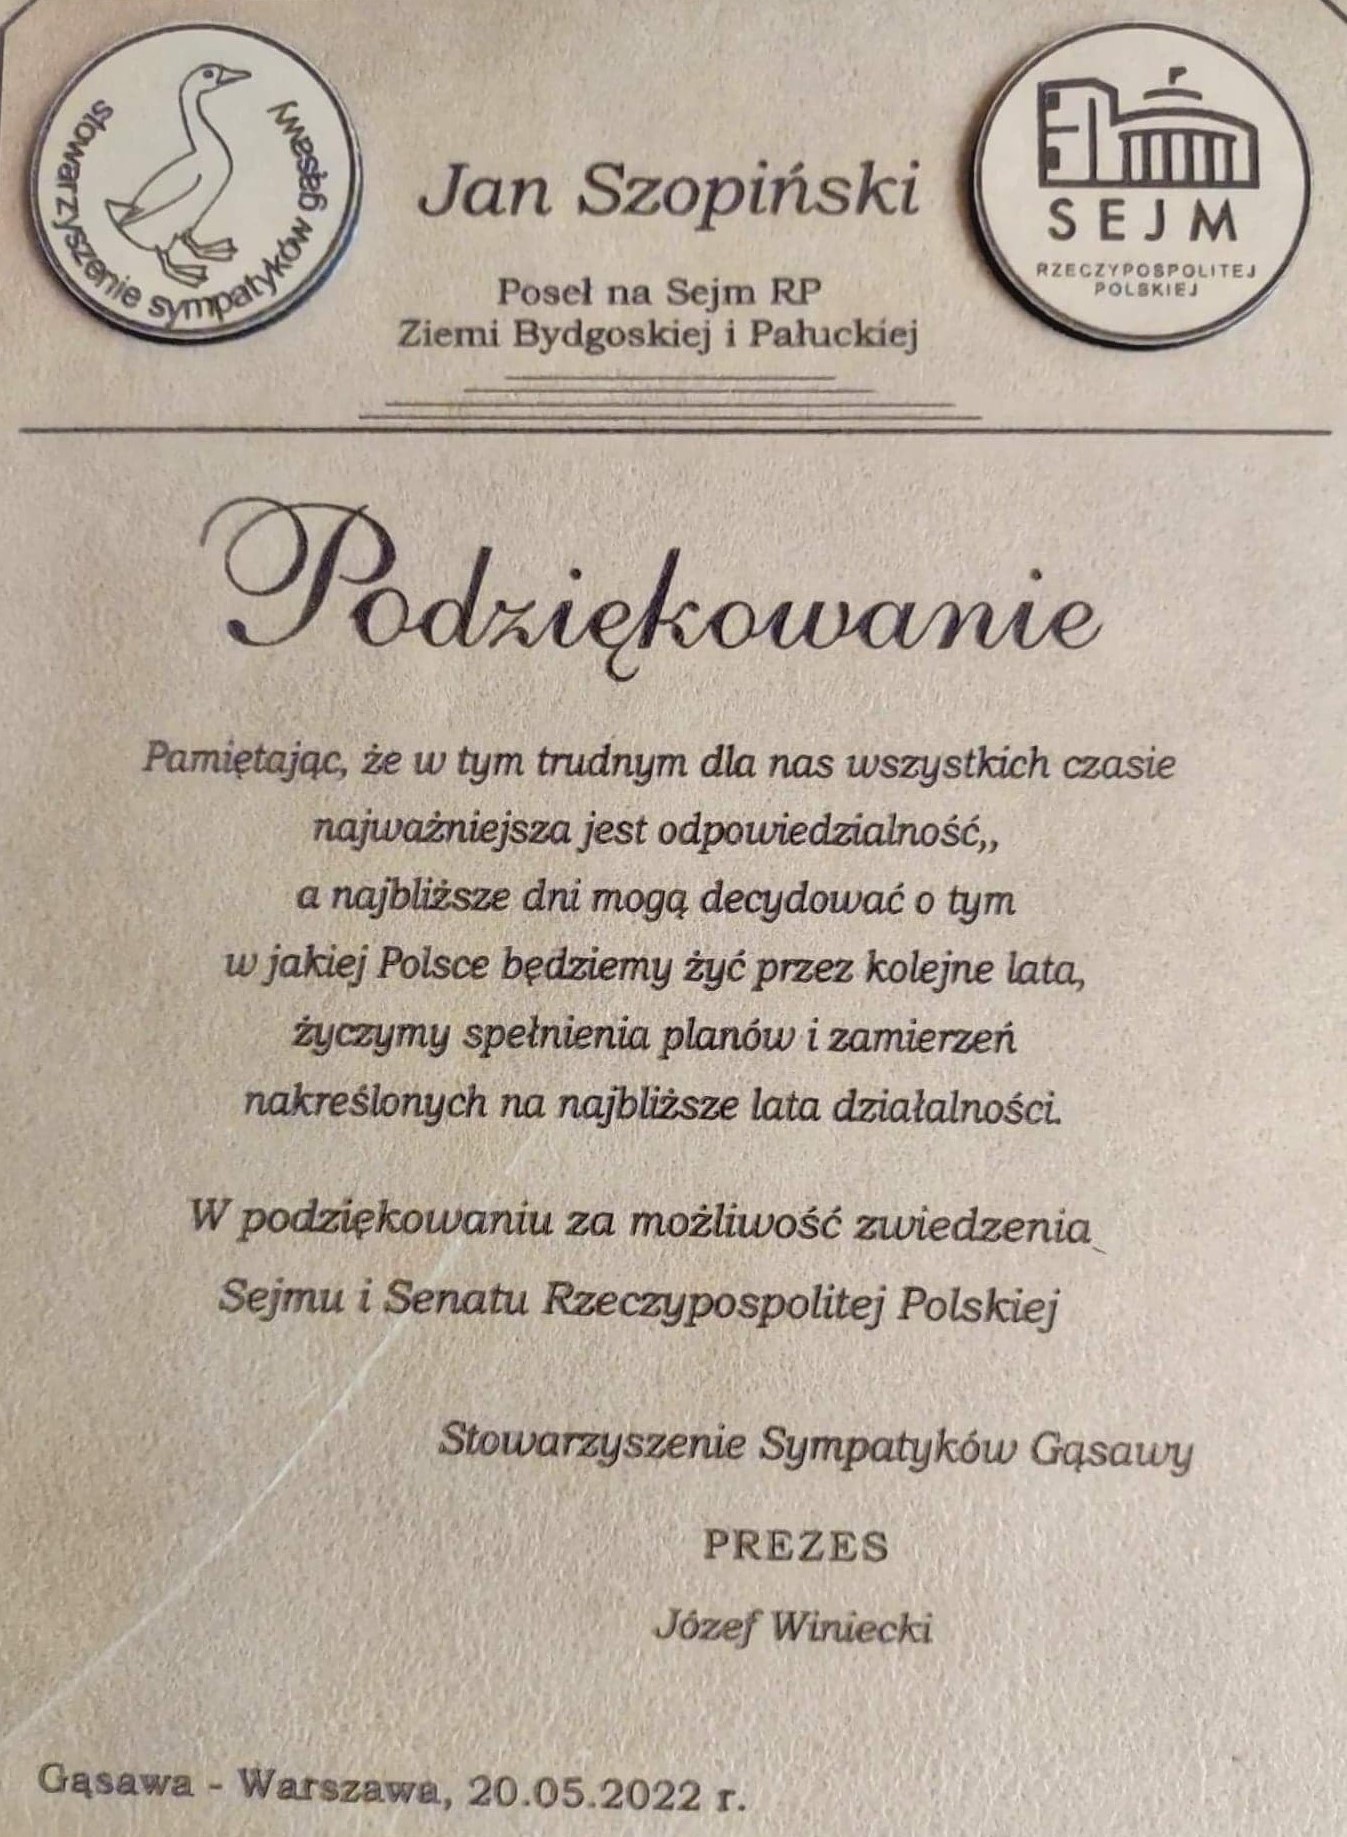 stowarzyszenie sympatyków gąsawy
Jan Szopiński
Poseł na Sejm RP
Ziemi Bydgoskiej i Pałuckiej
SEJM
RZECZYPOSPOLITEJ
POLSKIEJ
Podziękowanie
Pamiętając, że w tym trudnym dla nas wszystkich czasie
najważniejsza jest odpowiedzialność,,
a najbliższe dni mogą decydować o tym
w jakiej Polsce będziemy żyć przez kolejne lata,
życzymy spełnienia planów i zamierzeń
nakreślonych na najbliższe lata działalności.
W podziękowaniu za możliwość zwiedzenia
Sejmu i Senatu Rzeczypospolitej Polskiej
Stowarzyszenie Sympatyków Gąsawy
PREZES
Józef Winiecki
Gąsawa - Warszawa, 20.05.2022 r.